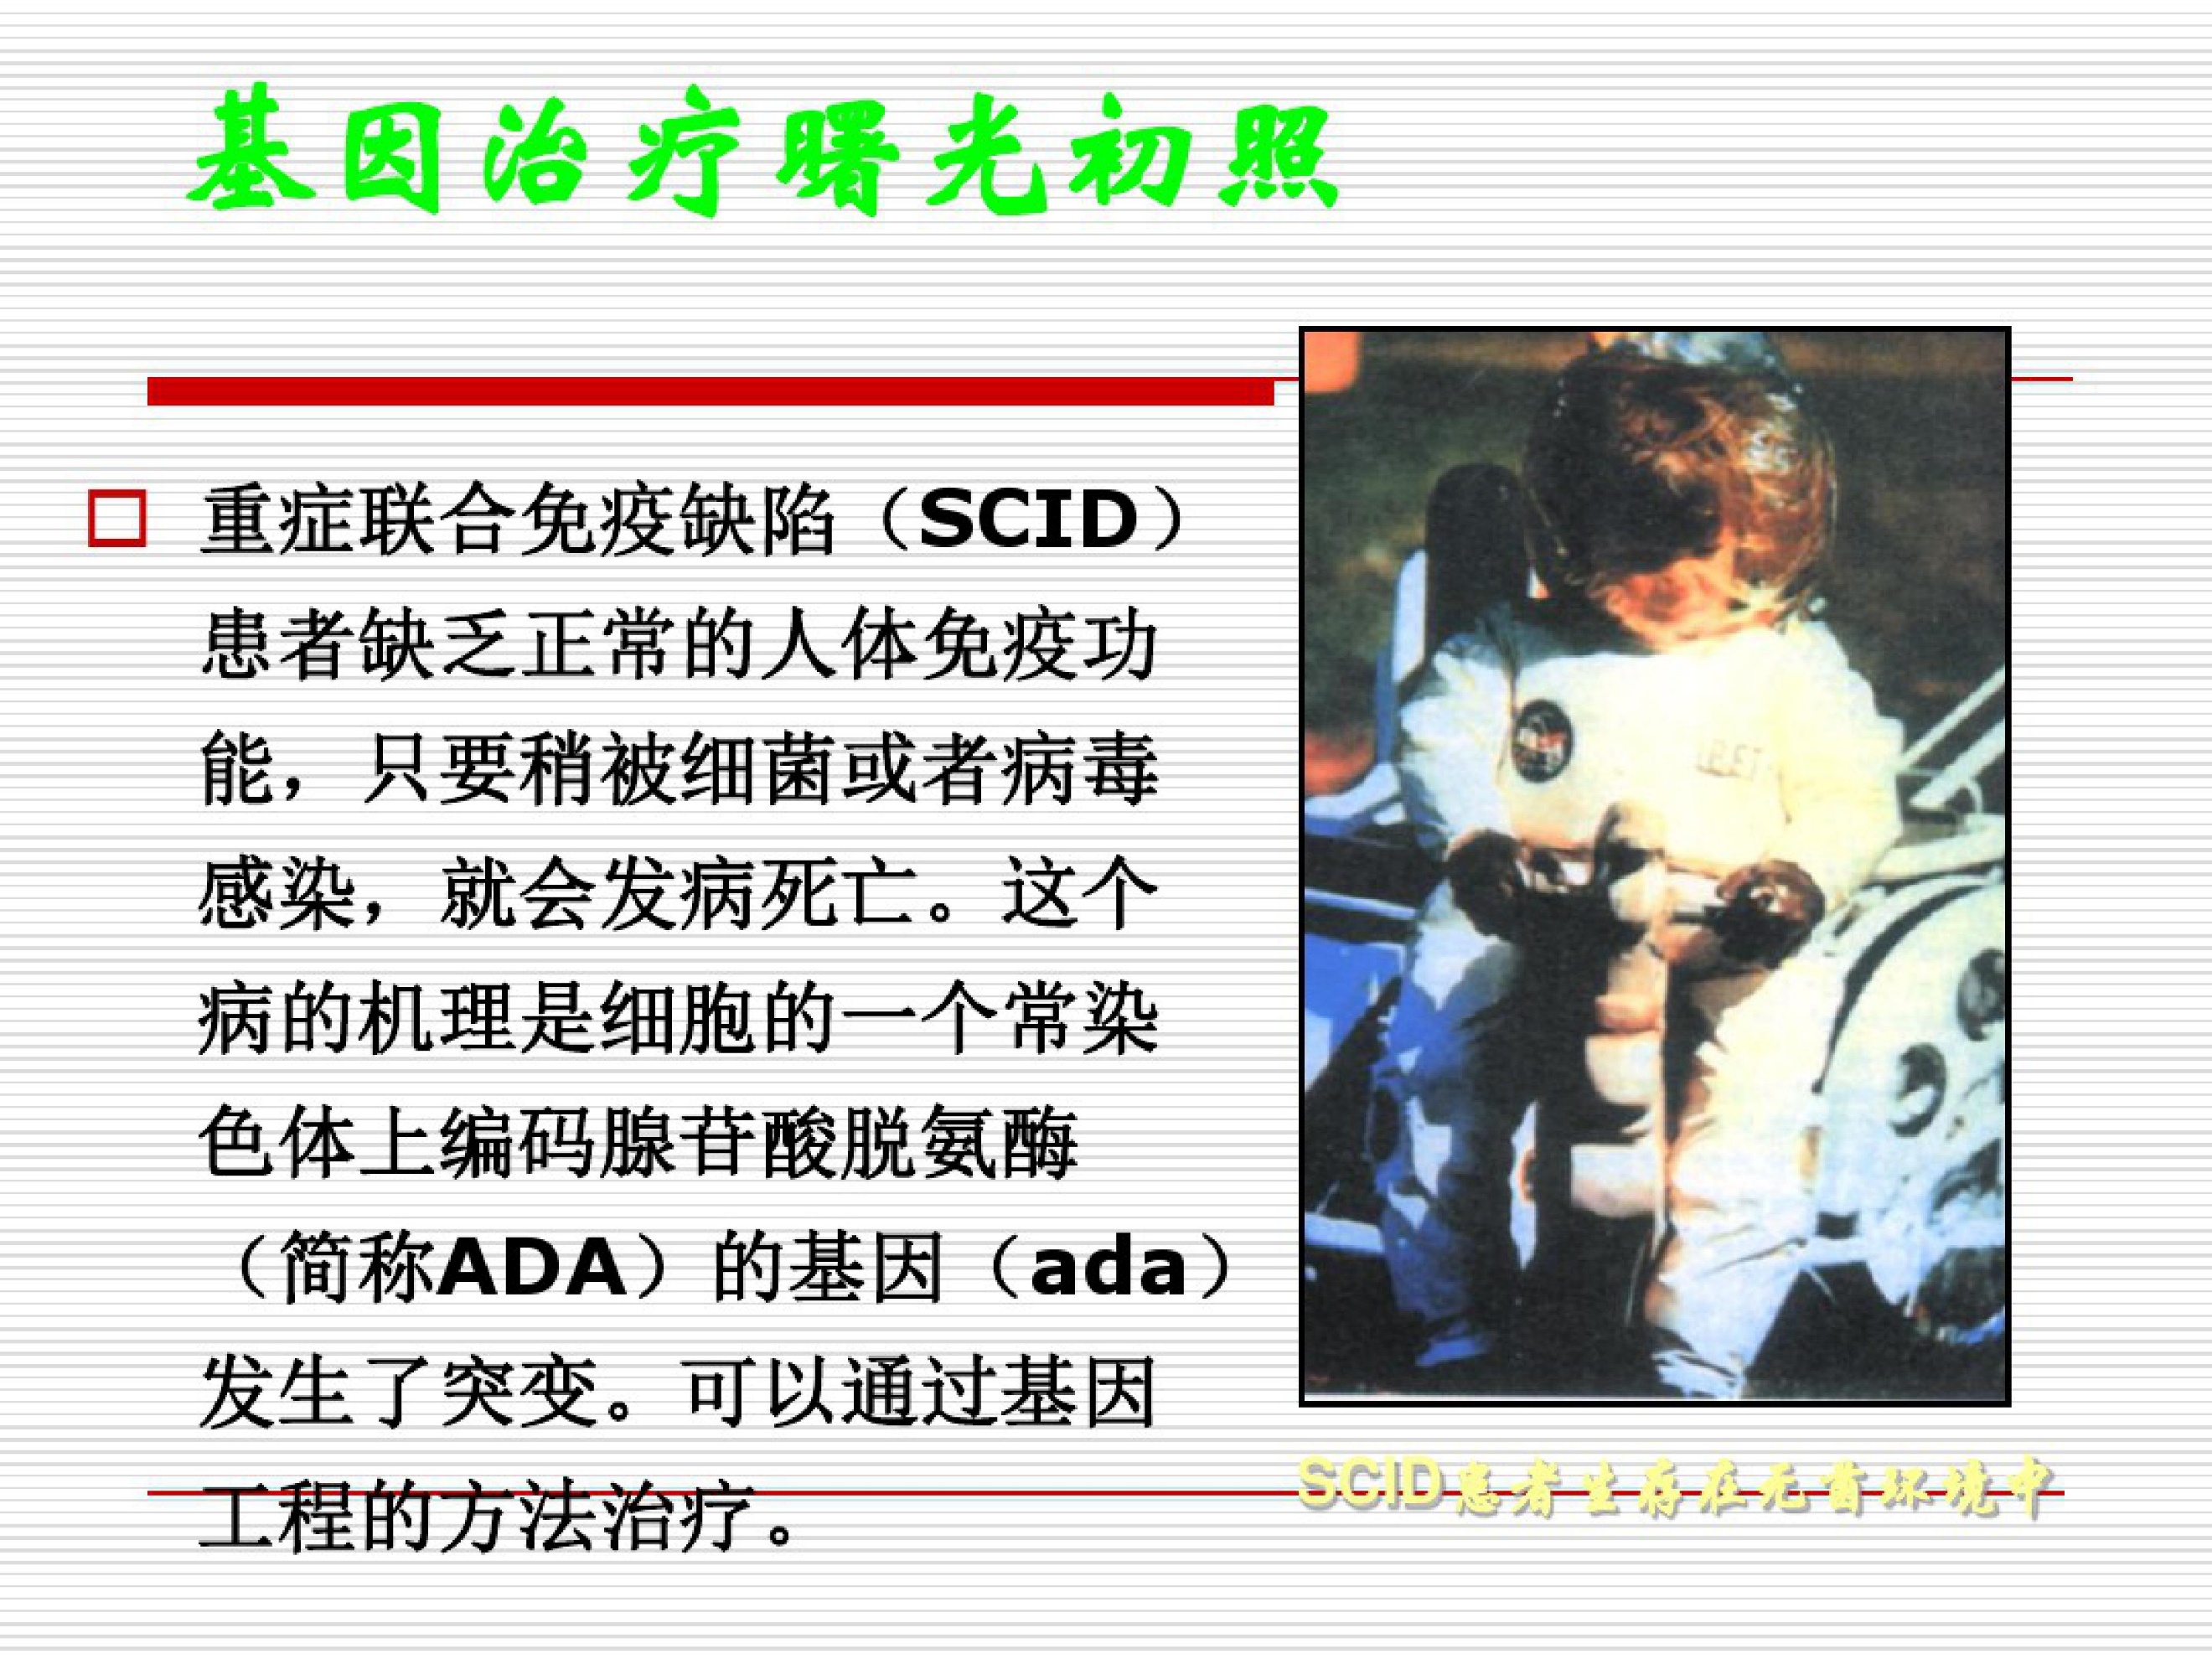 基因治疗曙光初照
重症联合免疫缺陷（SCID）
患者缺乏正常的人体免疫功
能，只要稍被细菌或者病毒
感染，就会发病死亡。这个
病的机理是细胞的一个常染
色体上编码腺苷酸脱氨酶
（简称ADA）的基因（ada）
发生了突变。可以通过基因
工程的方法治疗。
SCID患者生存在无菌环境中